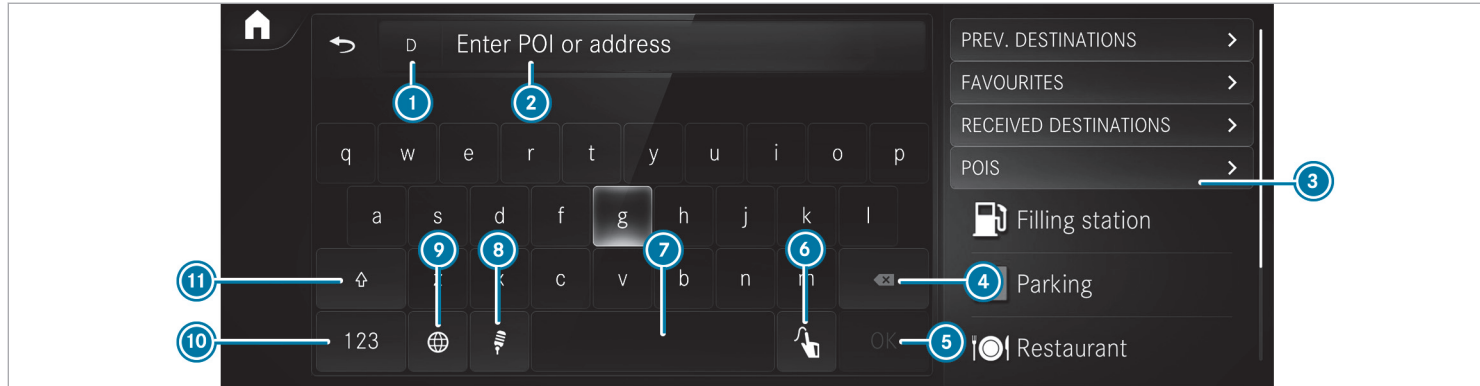 D Enter POI or address
1 2
q w e r t y u i o p
a s d f g h j k l
9 8 7 6
11 x c v b n m 4
10 123 OK 5
PREV. DESTINATIONS
FAVOURITES
RECEIVED DESTINATIONS
POIS
3
Filling station
Parking
Restaurant